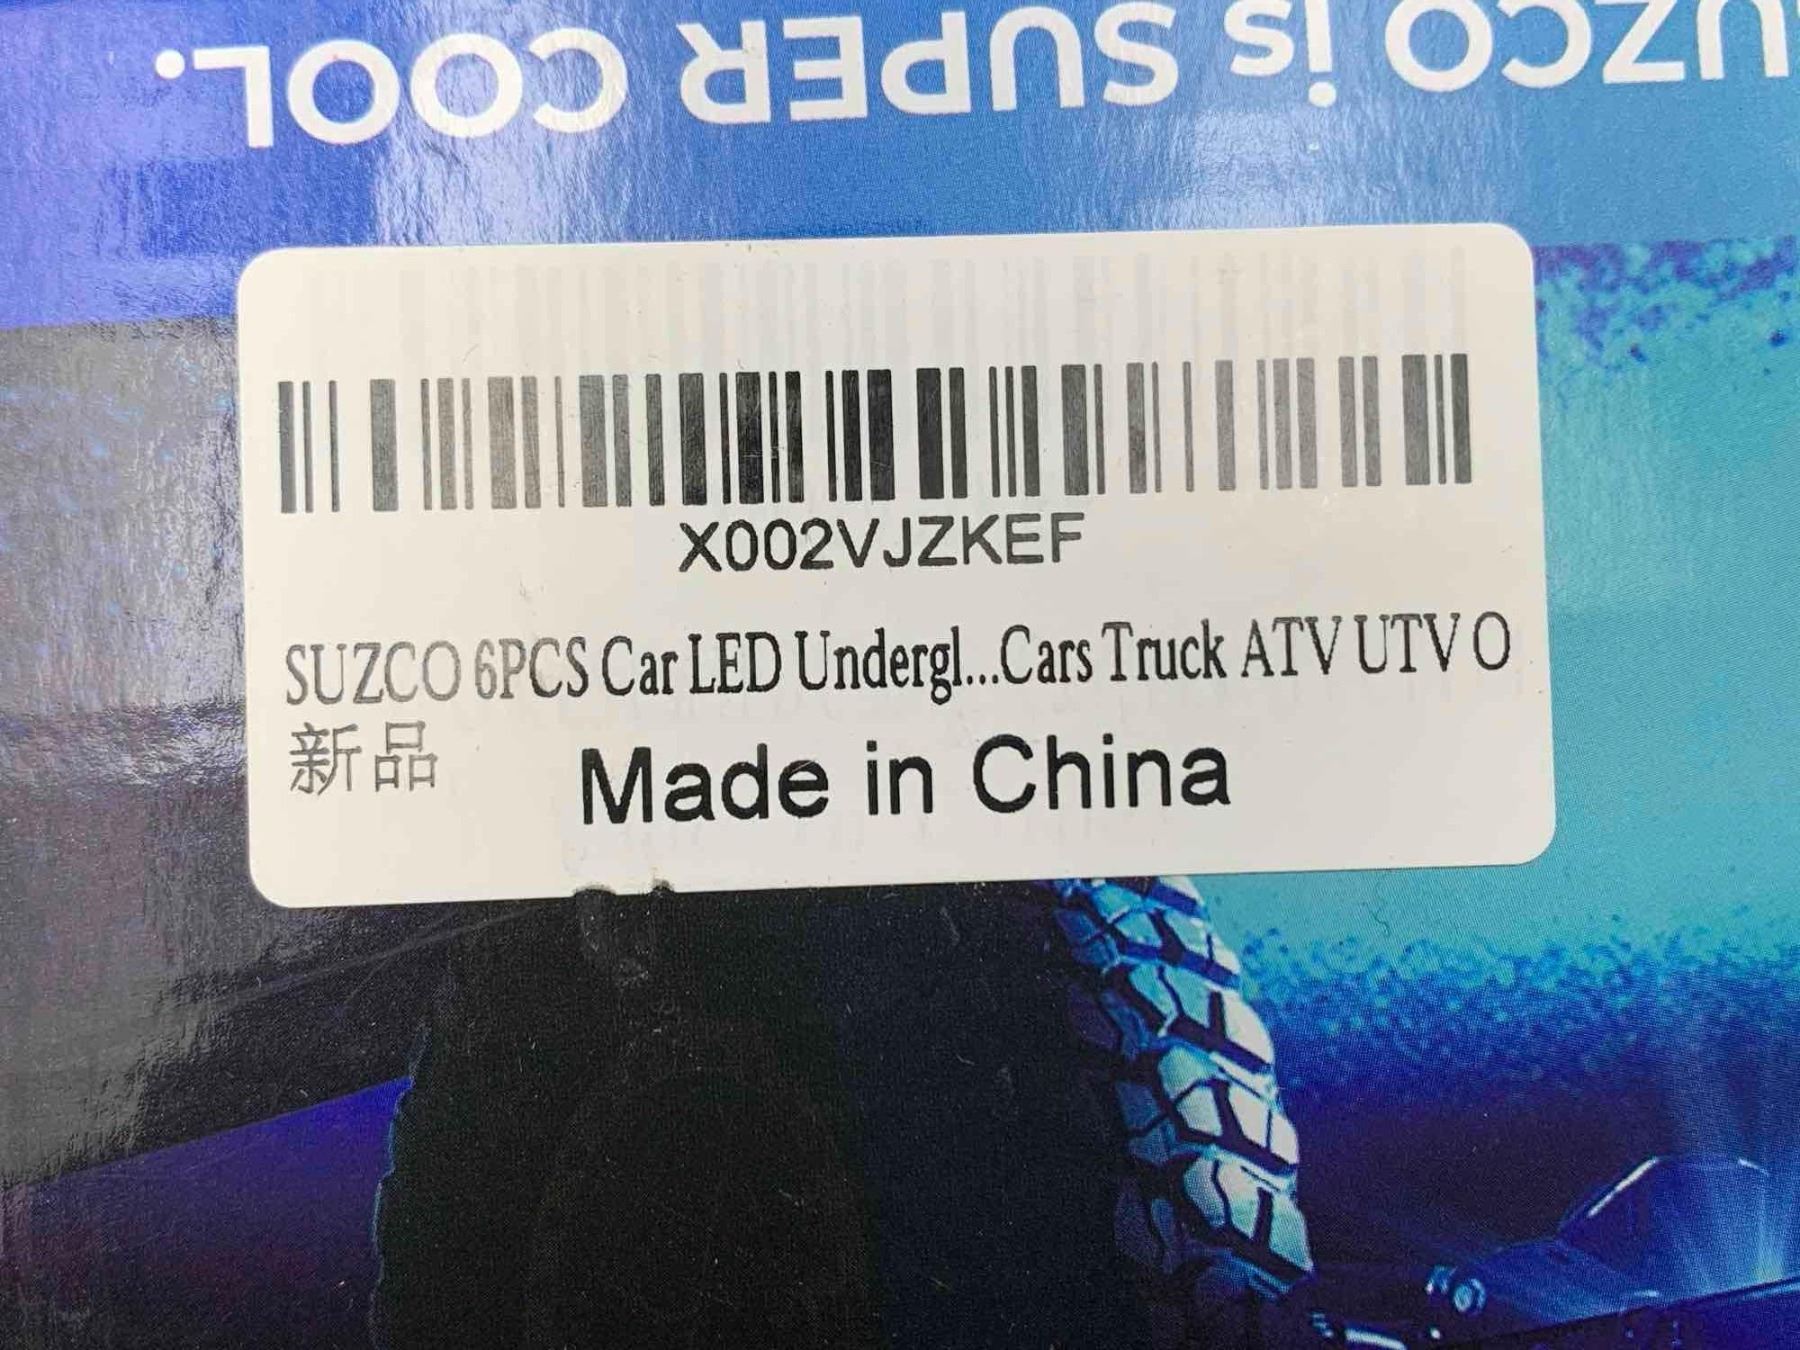 UZCO is SUPER COOL.
X002VJZKEF
SUZCO 6PCS Car LED Undergl...Cars Truck ATV UTV O
新品
Made in China